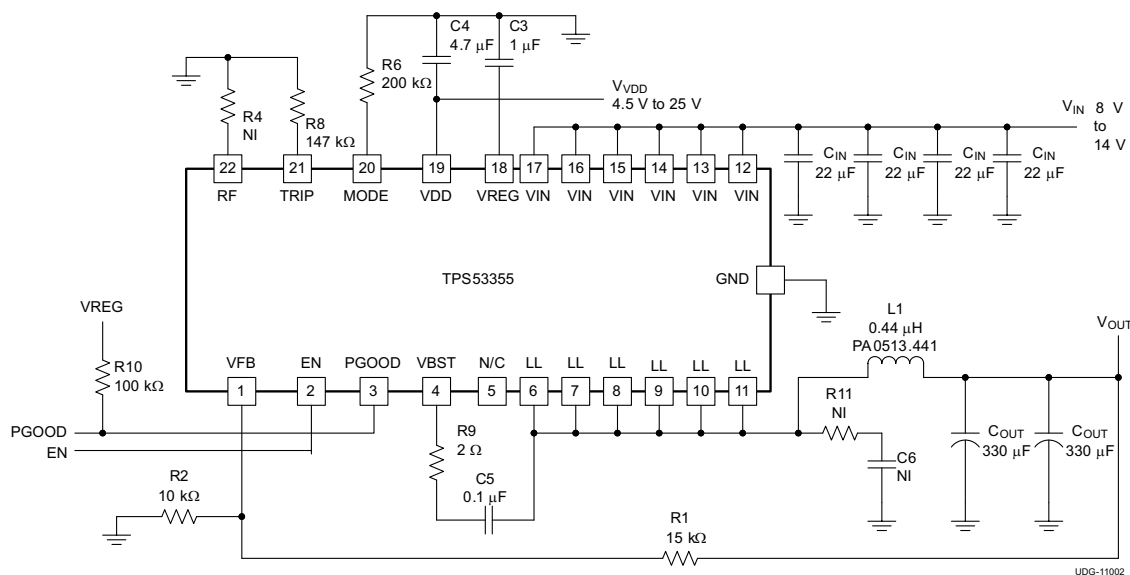 C4
4.7 µF
C3
1 µF
R6
200 kΩ
R4
NI
R8
147 kΩ
V_VDD
4.5 V to 25 V
V_IN 8 V
to
14 V
C_IN
22 µF
C_IN
22 µF
C_IN
22 µF
C_IN
22 µF
22 21 20 19 18 17 16 15 14 13 12
RF TRIP MODE VDD VREG VIN VIN VIN VIN VIN VIN
TPS53355
GND
VREG
R10
100 kΩ
L1
0.44 µH
PA0513.441
V_OUT
VFB EN PGOOD VBST N/C LL LL LL LL LL LL
1 2 3 4 5 6 7 8 9 10 11
PGOOD
EN
R9
2 Ω
C5
0.1 µF
R11
NI
C6
NI
C_OUT
330 µF
C_OUT
330 µF
R2
10 kΩ
R1
15 kΩ
UDG-11002